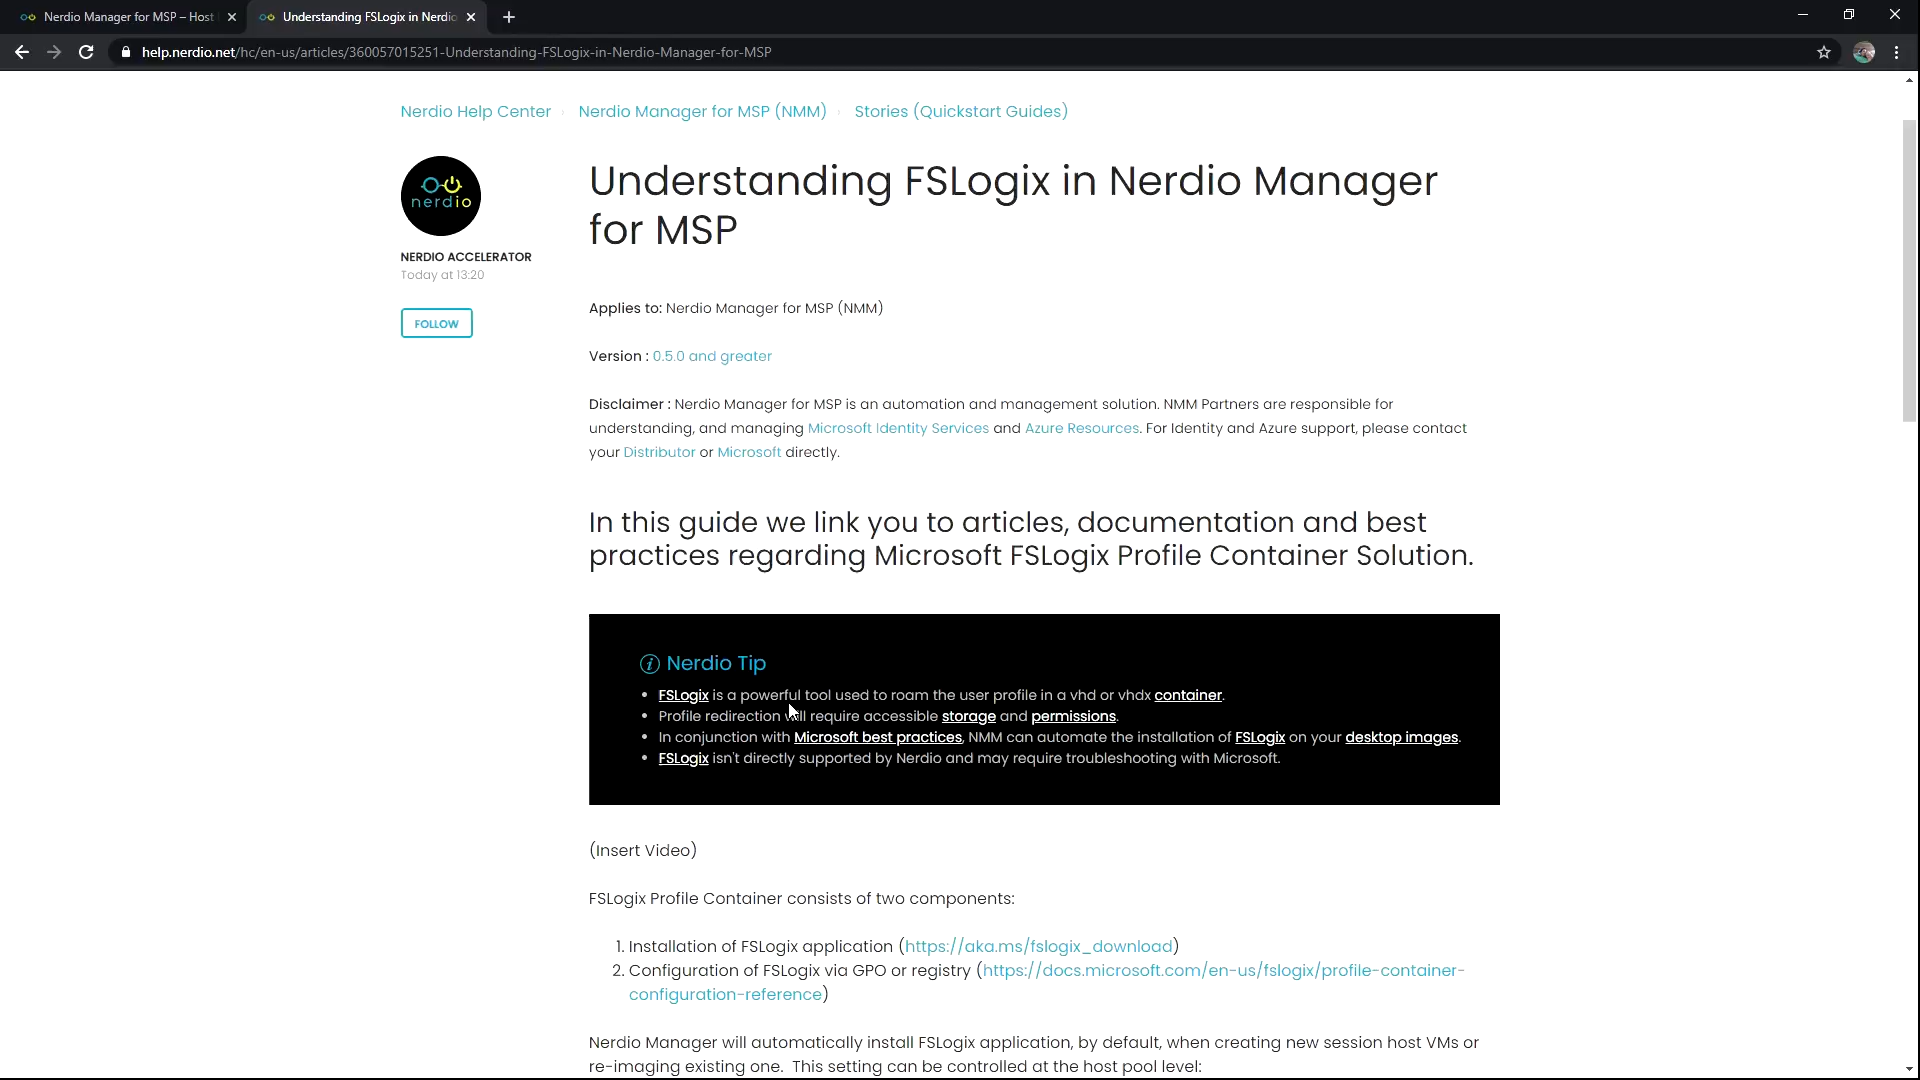 Nerdio Manager for MSP – Host
Understanding FSLogix in Nerdio
help.nerdio.net/hc/en-us/articles/360057015251-Understanding-FSLogix-in-Nerdio-Manager-for-MSP
Nerdio Help Center
Nerdio Manager for MSP (NMM)
Stories (Quickstart Guides)
nerdio
NERDIO ACCELERATOR
Today at 13:20
FOLLOW
Understanding FSLogix in Nerdio Manager
for MSP
Applies to: Nerdio Manager for MSP (NMM)
Version : 0.5.0 and greater
Disclaimer : Nerdio Manager for MSP is an automation and management solution. NMM Partners are responsible for
understanding, and managing Microsoft Identity Services and Azure Resources. For Identity and Azure support, please contact
your Distributor or Microsoft directly.
In this guide we link you to articles, documentation and best
practices regarding Microsoft FSLogix Profile Container Solution.
i Nerdio Tip
• FSLogix is a powerful tool used to roam the user profile in a vhd or vhdx container.
• Profile redirection will require accessible storage and permissions.
• In conjunction with Microsoft best practices, NMM can automate the installation of FSLogix on your desktop images.
• FSLogix isn't directly supported by Nerdio and may require troubleshooting with Microsoft.
(Insert Video)
FSLogix Profile Container consists of two components:
1. Installation of FSLogix application (https://aka.ms/fslogix_download)
2. Configuration of FSLogix via GPO or registry (https://docs.microsoft.com/en-us/fslogix/profile-container-
configuration-reference)
Nerdio Manager will automatically install FSLogix application, by default, when creating new session host VMs or
re-imaging existing one.  This setting can be controlled at the host pool level: